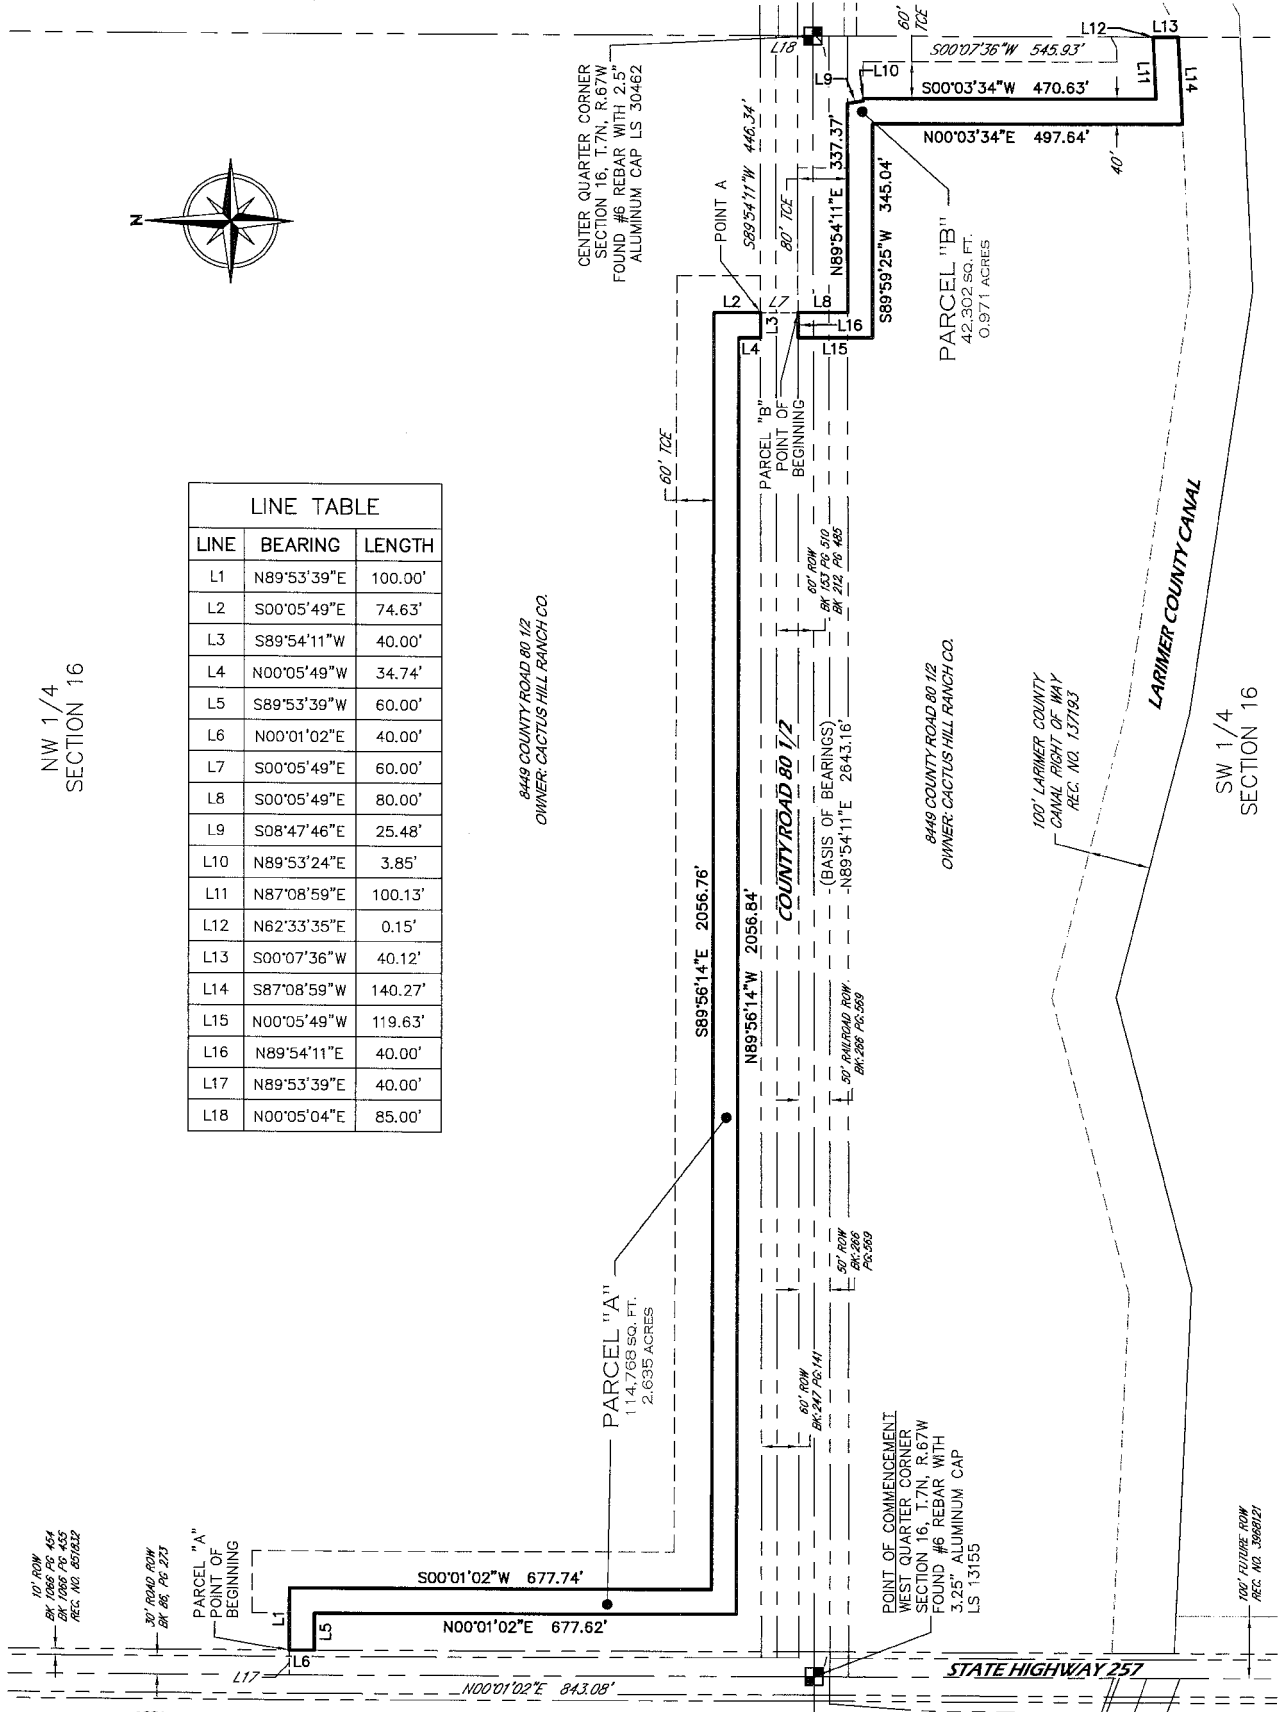 60'
TCE
L12
L13
L18
S00°07'36"W 545.93'
L9
L10
L11
L14
S00°03'34"W 470.63'
N00°03'34"E 497.64'
40'
CENTER QUARTER CORNER
SECTION 16, T.7N, R.67W
FOUND #6 REBAR WITH 2.5"
ALUMINUM CAP LS 30462
S89°54'11"W 446.34'
POINT A
80' TCE
N89°54'11"E 337.37'
S89°59'25"W 345.04'
PARCEL "B"
42,302 SQ. FT.
0.971 ACRES
N
L2
L7
L8
L3
L16
L4
L15
60' TCE
PARCEL "B"
POINT OF
BEGINNING
LINE TABLE
LINE BEARING LENGTH
L1 N89°53'39"E 100.00'
L2 S00°05'49"E 74.63'
L3 S89°54'11"W 40.00'
L4 N00°05'49"W 34.74'
L5 S89°53'39"W 60.00'
L6 N00°01'02"E 40.00'
L7 S00°05'49"E 60.00'
L8 S00°05'49"E 80.00'
L9 S08°47'46"E 25.48'
L10 N89°53'24"E 3.85'
L11 N87°08'59"E 100.13'
L12 N62°33'35"E 0.15'
L13 S00°07'36"W 40.12'
L14 S87°08'59"W 140.27'
L15 N00°05'49"W 119.63'
L16 N89°54'11"E 40.00'
L17 N89°53'39"E 40.00'
L18 N00°05'04"E 85.00'
60' ROW
BK 153 PG 510
BK 212, PG 485
LARIMER COUNTY CANAL
NW 1/4
SECTION 16
8449 COUNTY ROAD 80 1/2
OWNER: CACTUS HILL RANCH CO.
COUNTY ROAD 80 1/2
(BASIS OF BEARINGS)
N89°54'11"E 2643.16'
8449 COUNTY ROAD 80 1/2
OWNER: CACTUS HILL RANCH CO.
100' LARIMER COUNTY
CANAL RIGHT OF WAY
REC. NO. 137193
SW 1/4
SECTION 16
S89°56'14"E 2056.76'
N89°56'14"W 2056.84'
50' RAILROAD ROW
BK:266 PG:569
PARCEL "A"
114,768 SQ. FT.
2.635 ACRES
50' ROW
BK:266
PG:569
60' ROW
BK:247 PG:141
POINT OF COMMENCEMENT
WEST QUARTER CORNER
SECTION 16, T.7N, R.67W
FOUND #6 REBAR WITH
3.25" ALUMINUM CAP
LS 13155
10' ROW
BK 1066 PG 454
BK 1066 PG 455
REC. NO. 851832
30' ROAD ROW
BK 86, PG 273
PARCEL "A"
POINT OF
BEGINNING
L1
L5
L6
L17
S00°01'02"W 677.74'
N00°01'02"E 677.62'
N00°01'02"E 843.08'
STATE HIGHWAY 257
100' FUTURE ROW
REC. NO. 3968121